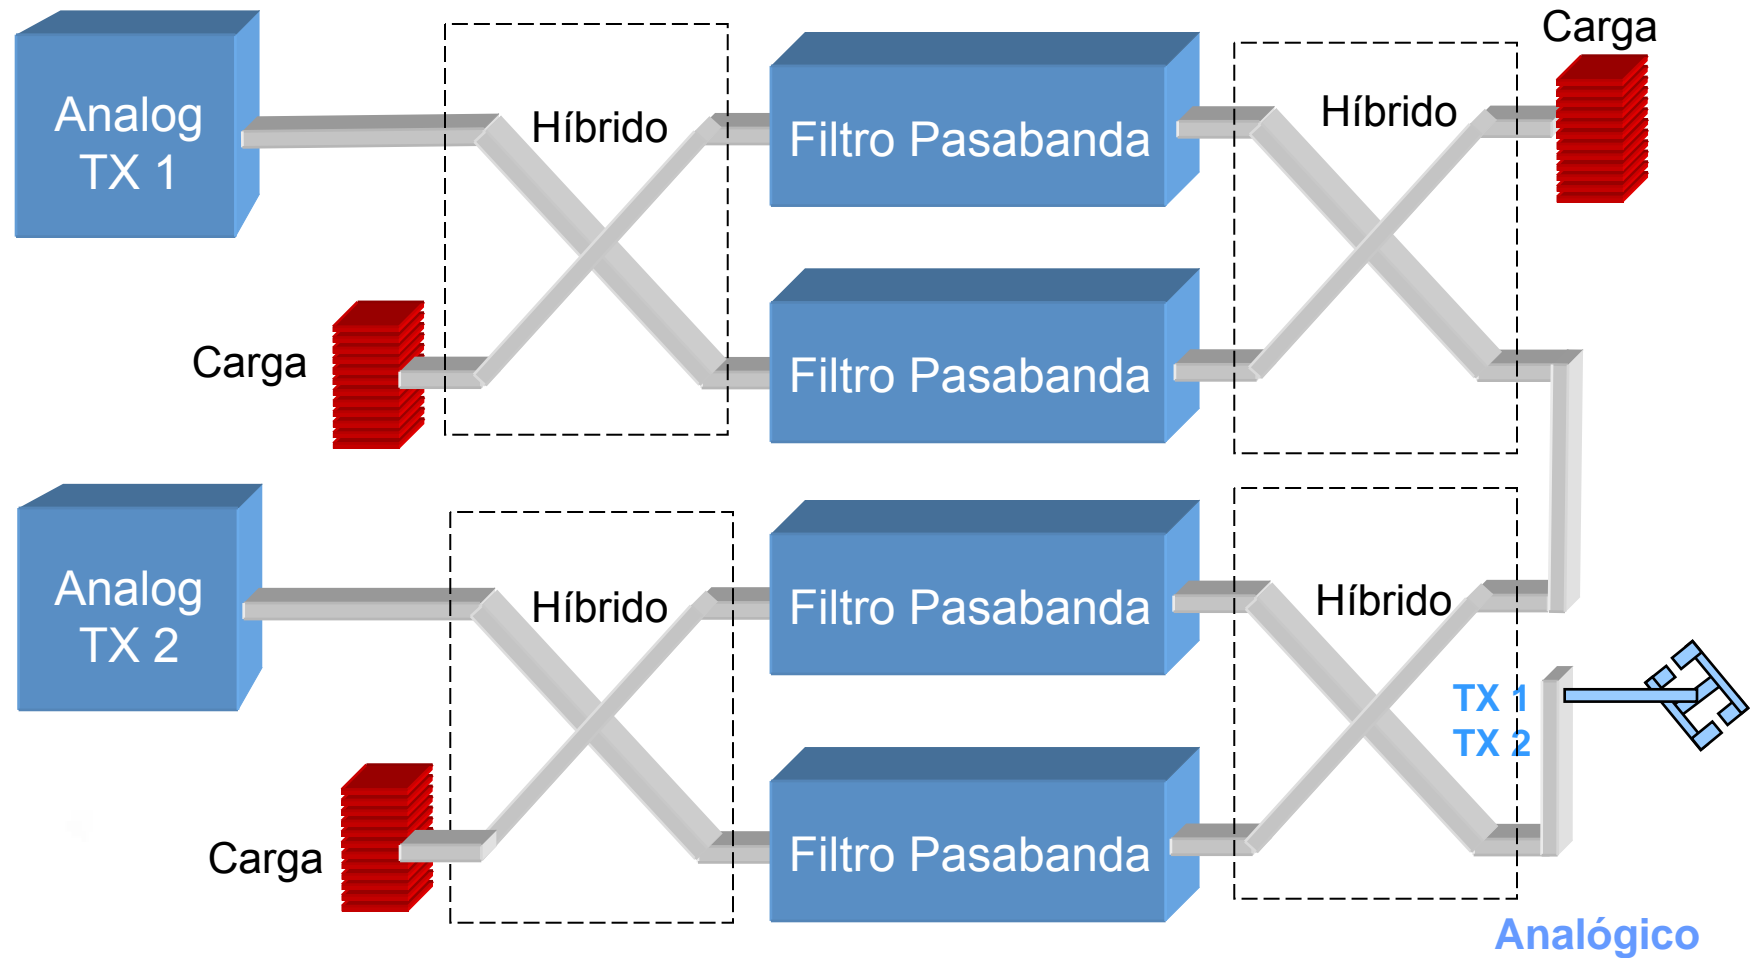 Carga
Analog
TX 1
Híbrido
Filtro Pasabanda
Híbrido
Carga
Filtro Pasabanda
Analog
TX 2
Híbrido
Filtro Pasabanda
Híbrido
TX 1
TX 2
Carga
Filtro Pasabanda
Analógico